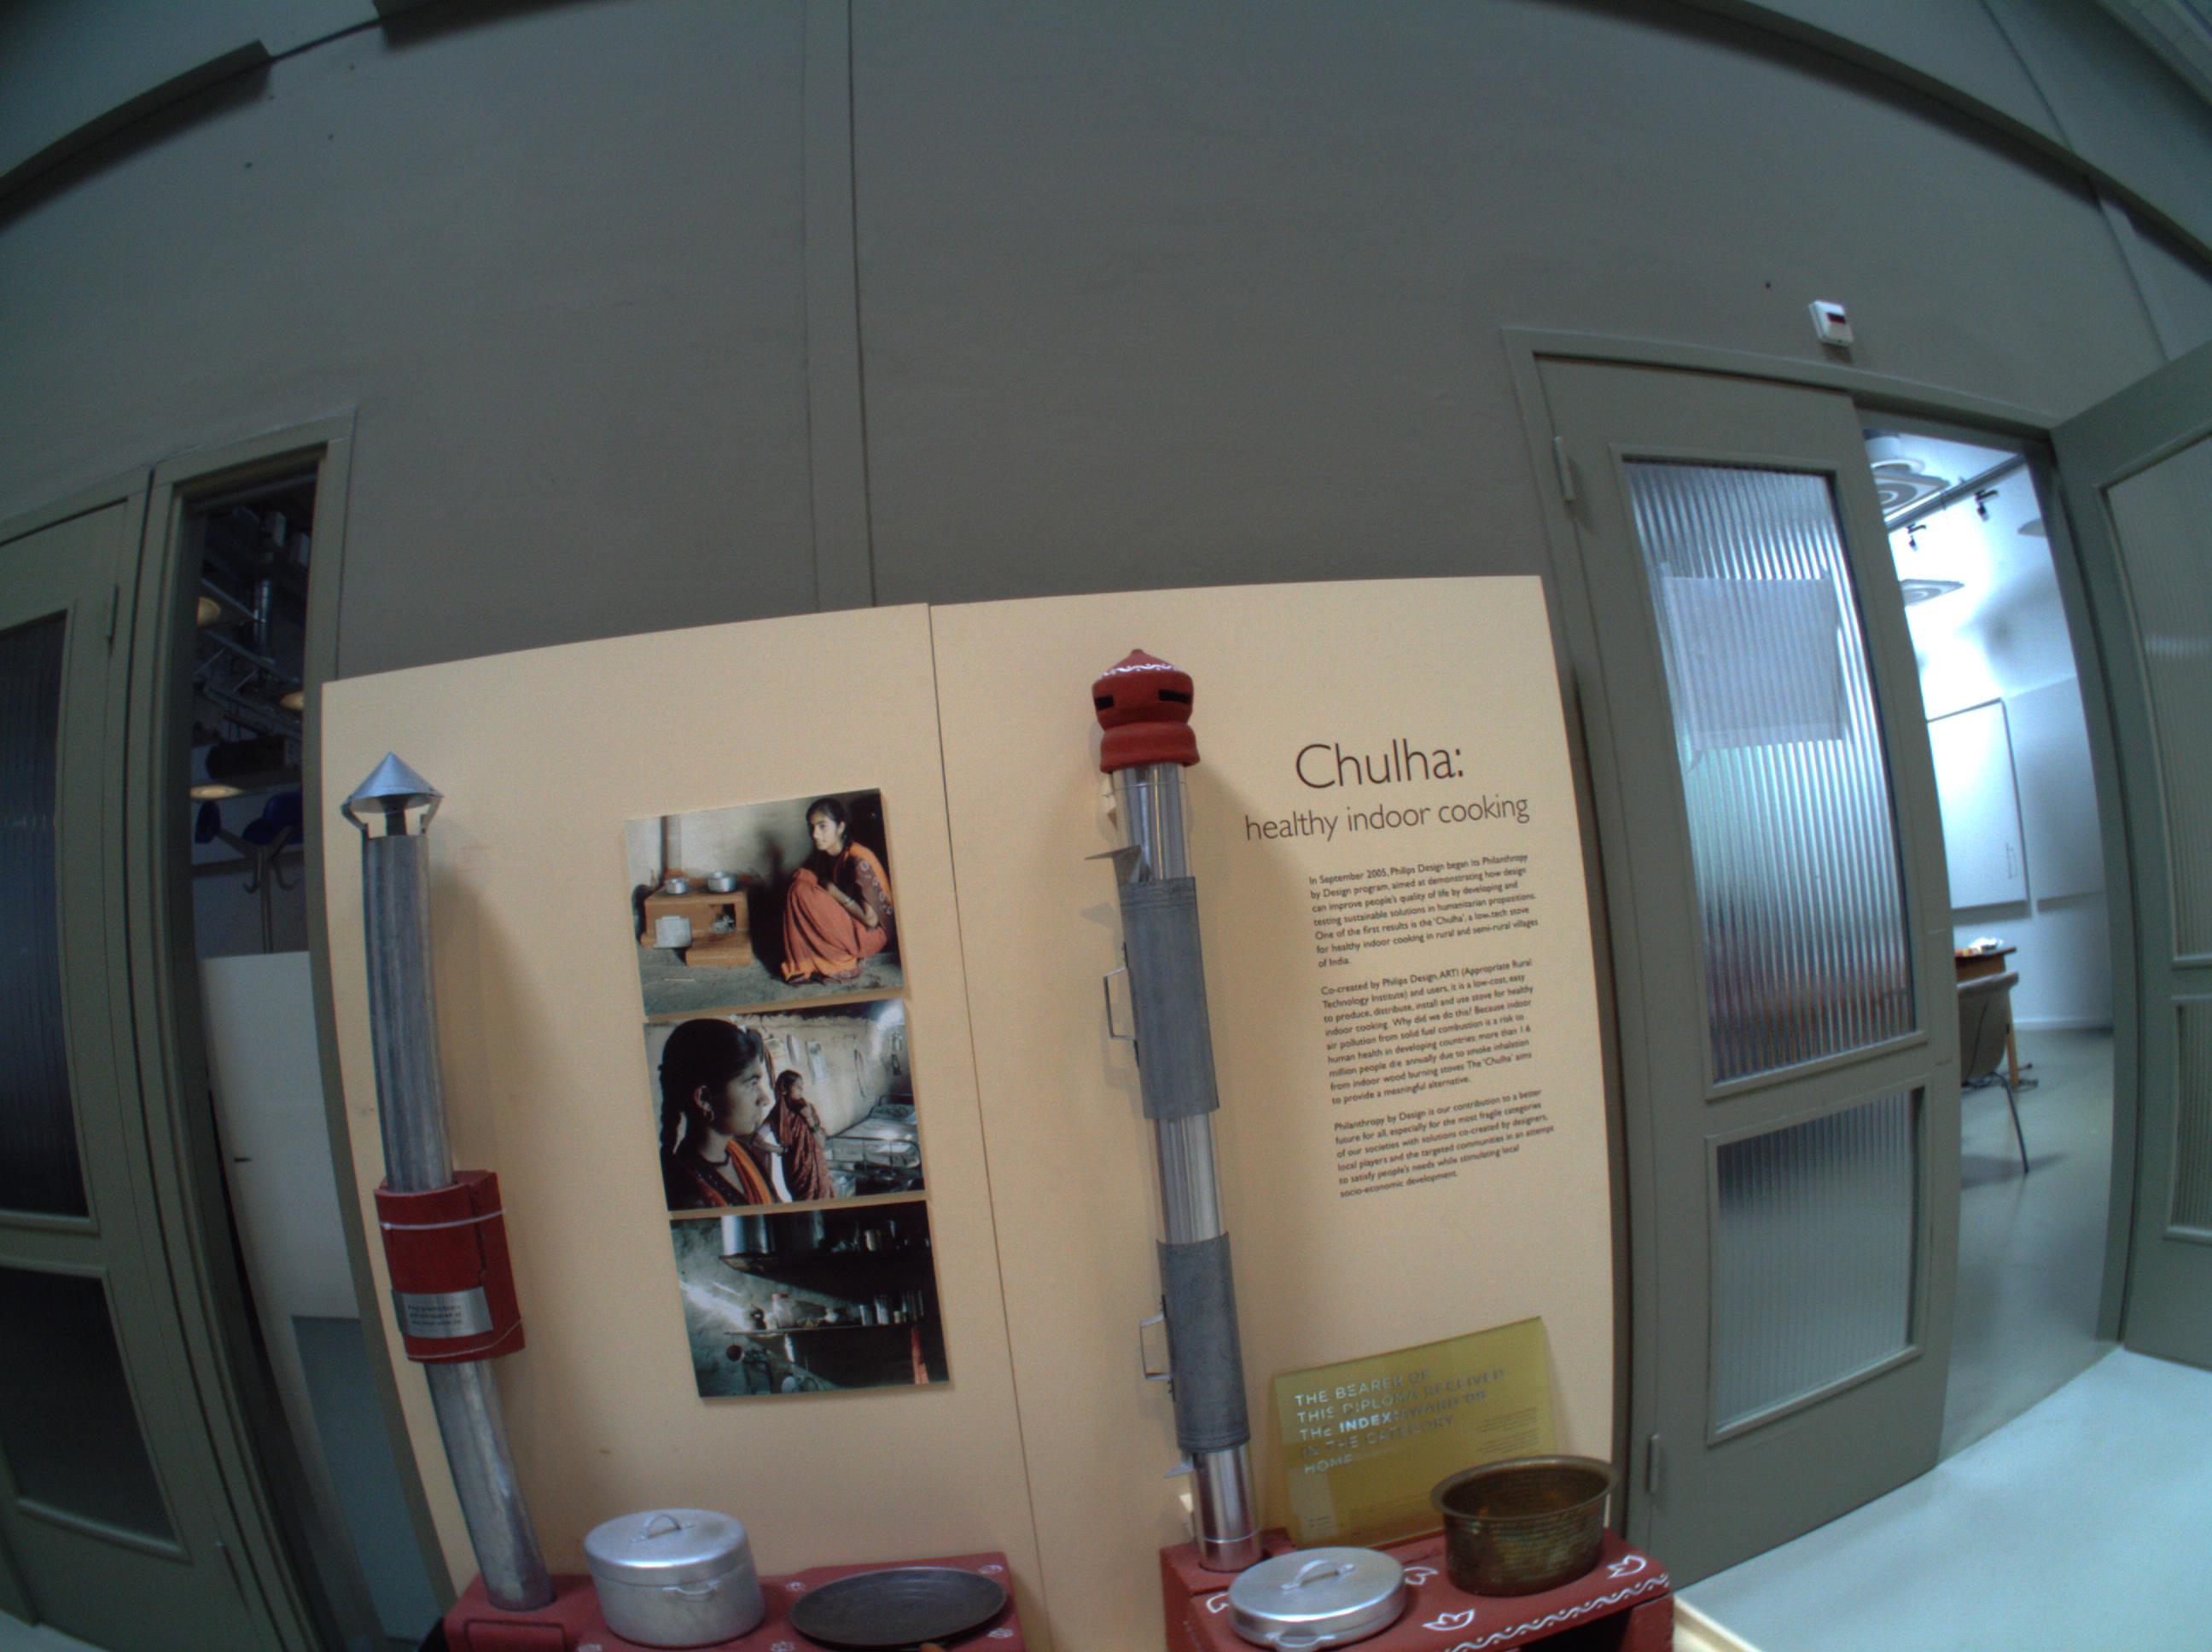 Chulha:
healthy indoor cooking
In September 2005, Philips Design began its Philanthropy
by Design program, aimed at demonstrating how design
can improve people's quality of life by developing and
testing sustainable solutions in humanitarian propositions.
One of the first results is the 'Chulha', a low-tech stove
for healthy indoor cooking in rural and semi-rural villages
of India.
Co-created by Philips Design, ARTI (Appropriate Rural
Technology Institute) and users, it is a low-cost, easy
to produce, distribute, install and use stove for healthy
indoor cooking. Why did we do this? Because indoor
air pollution from solid fuel combustion is a risk to
human health in developing countries: more than 1.6
million people die annually due to smoke inhalation
from indoor wood burning stoves. The 'Chulha' aims
to provide a meaningful alternative.
Philanthropy by Design is our contribution to a better
future for all, especially for the most fragile categories
of our societies with solutions co-created by designers,
local players and the targeted communities in an attempt
to satisfy people's needs while stimulating local
socio-economic development.
THE BEARER OF
THIS DIPLOMA RECEIVED
THe INDEX:AWARD 09
IN THE CATEGORY
HOME